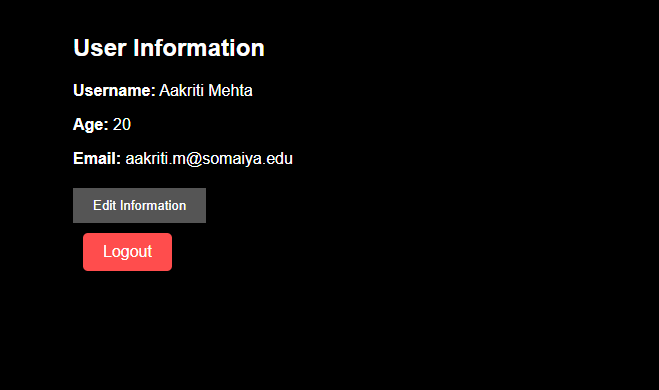 User Information
Username: Aakriti Mehta
Age: 20
Email: aakriti.m@somaiya.edu
Edit Information
Logout